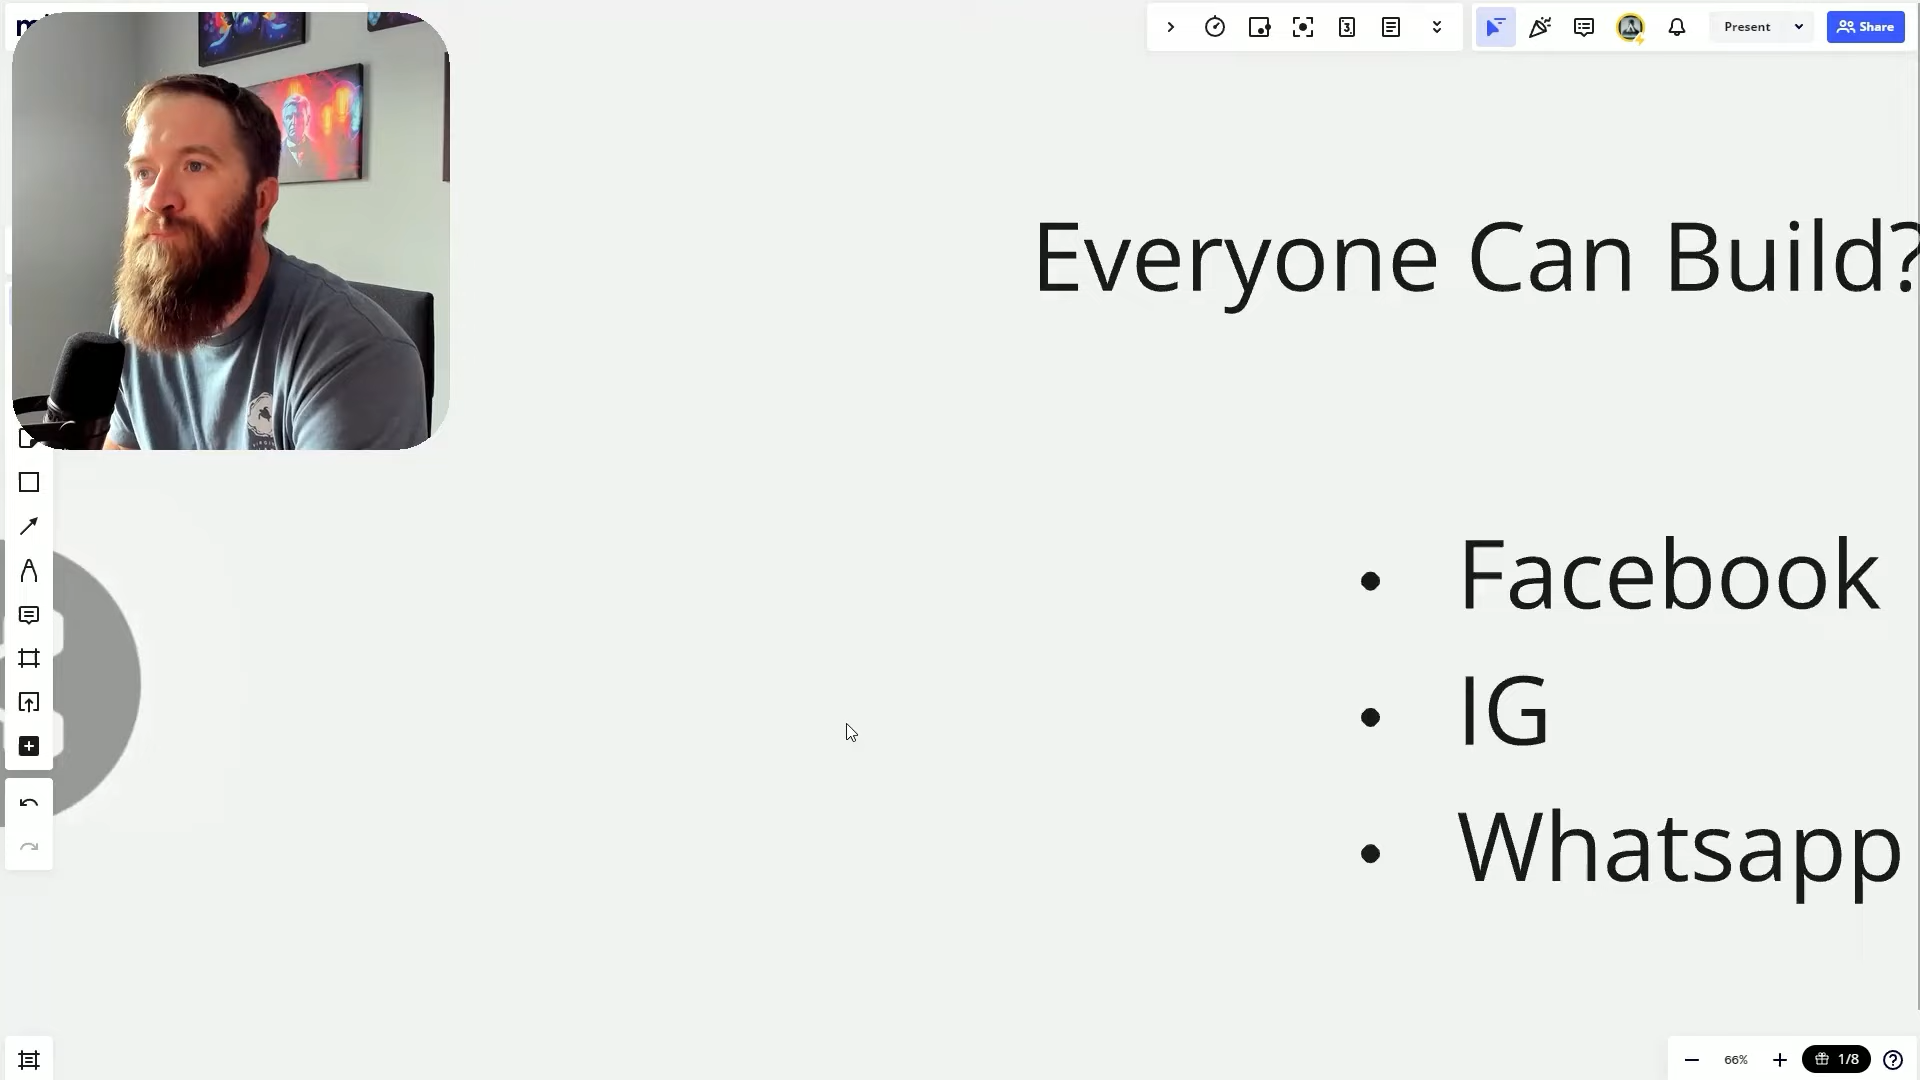 Present
Share
Everyone Can Build?
• Facebook
• IG
• Whatsapp
66%
1/8